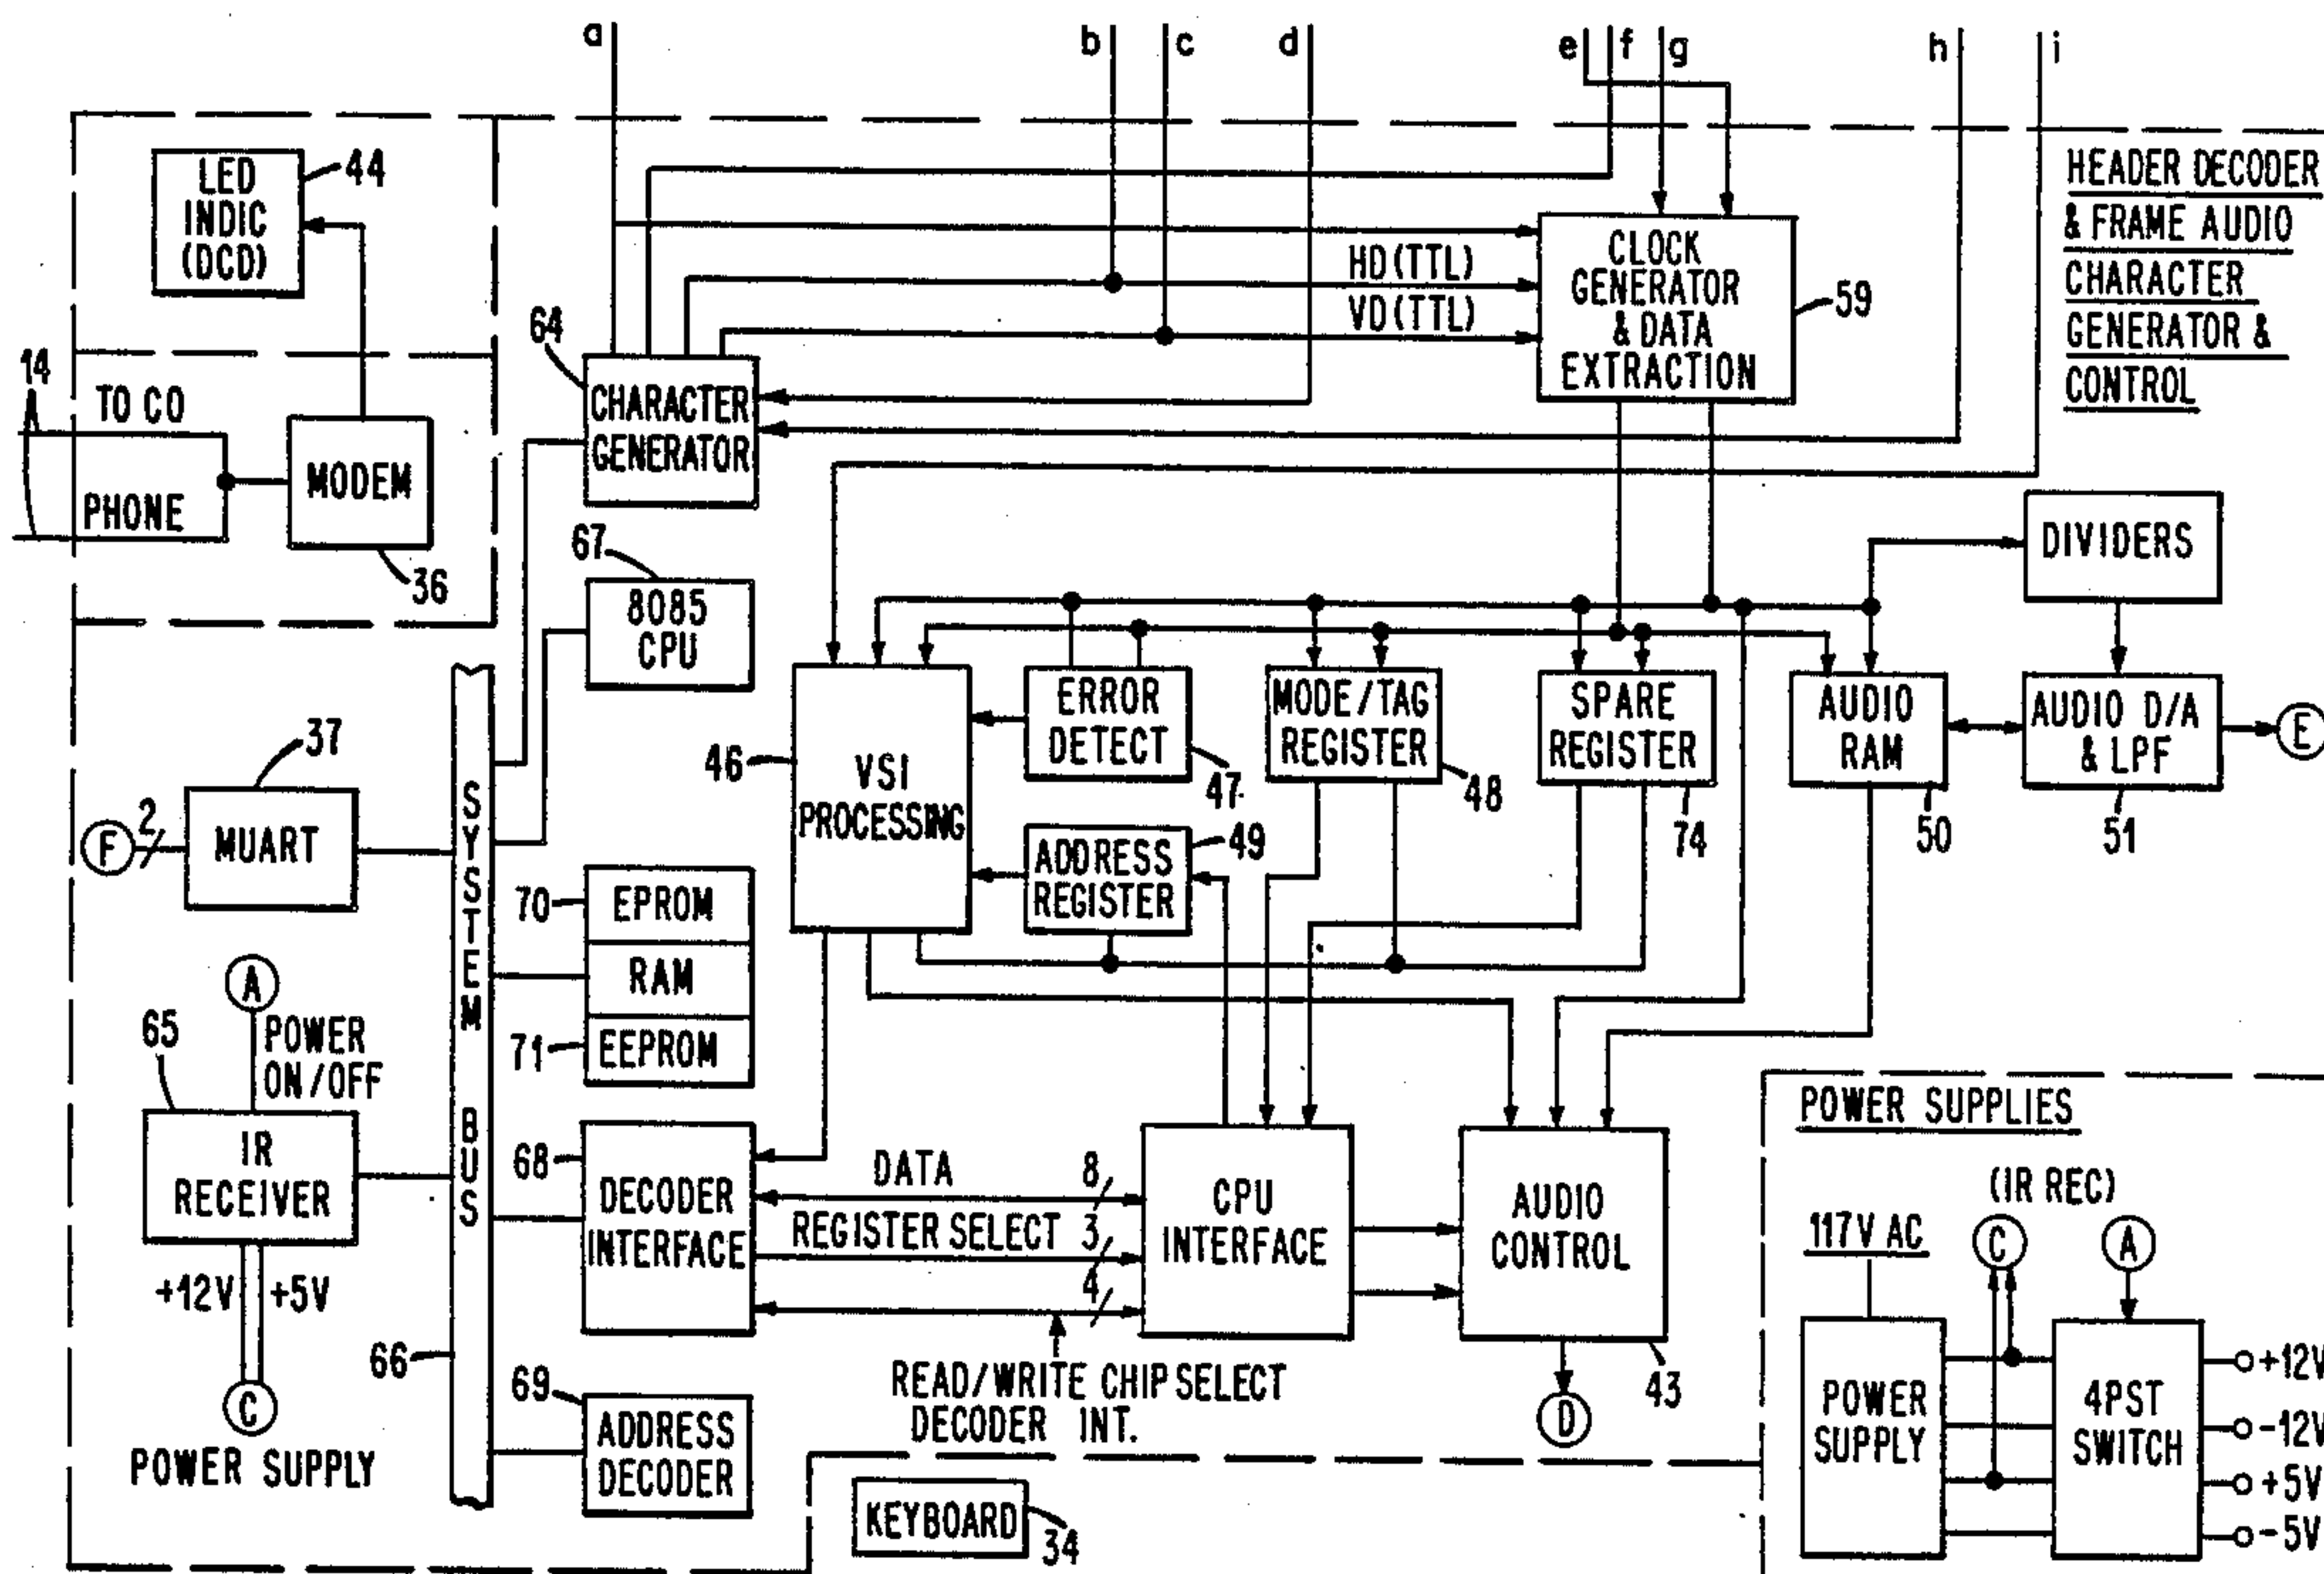 a
b
c
d
e
f
g
h
i
HEADER DECODER
& FRAME AUDIO
CHARACTER
GENERATOR &
CONTROL
LED
INDIC
(DCD)
44
14
TO CO
PHONE
MODEM
36
64
CHARACTER
GENERATOR
HD(TTL)
VD(TTL)
CLOCK
GENERATOR
& DATA
EXTRACTION
59
67
8085
CPU
DIVIDERS
37
F
2
MUART
SYSTEM BUS
46
VSI
PROCESSING
ERROR
DETECT
47
MODE/TAG
REGISTER
48
SPARE
REGISTER
74
AUDIO
RAM
50
AUDIO D/A
& LPF
51
E
ADDRESS
REGISTER
49
70
EPROM
RAM
71
EEPROM
A
POWER
ON/OFF
65
IR
RECEIVER
+12V
+5V
C
POWER SUPPLY
66
68
DECODER
INTERFACE
DATA
8
REGISTER SELECT
3
4
READ/WRITE CHIP SELECT
DECODER INT.
CPU
INTERFACE
AUDIO
CONTROL
43
D
69
ADDRESS
DECODER
KEYBOARD
34
POWER SUPPLIES
(IR REC)
117V AC
C
A
POWER
SUPPLY
4PST
SWITCH
+12V
-12V
+5V
-5V